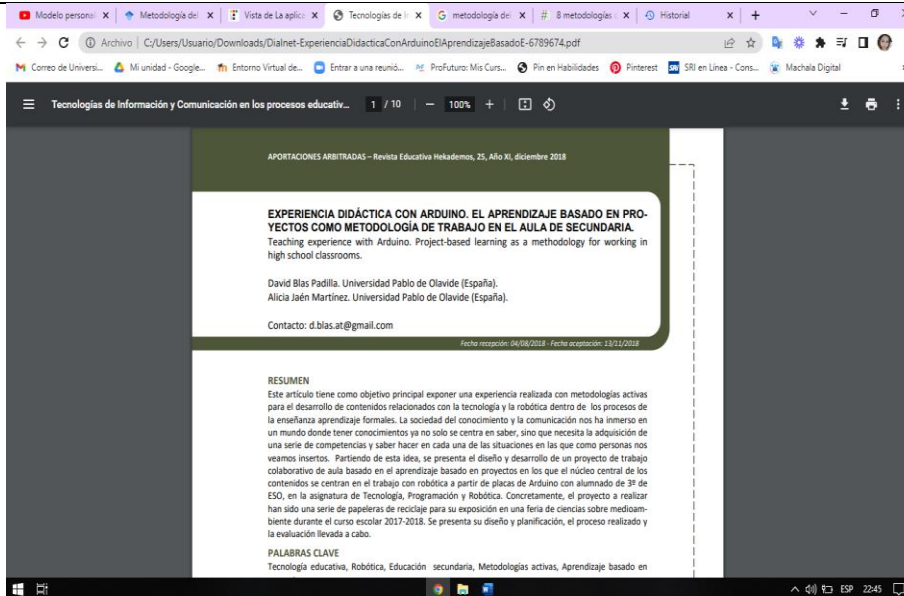 Modelo personal
Metodología del
Vista de La aplica
Tecnologías de In
metodología del
8 metodologías
Historial
Archivo | C:/Users/Usuario/Downloads/Dialnet-ExperienciaDidacticaConArduinoElAprendizajeBasadoE-6789674.pdf
Correo de Universi...
Mi unidad - Google...
Entorno Virtual de...
Entrar a una reunió...
ProFuturo: Mis Curs...
Pin en Habilidades
Pinterest
SRI en Línea - Cons...
Machala Digital
Tecnologías de Información y Comunicación en los procesos educativ...
1 / 10
100%
APORTACIONES ARBITRADAS – Revista Educativa Hekademos, 25, Año XI, diciembre 2018
EXPERIENCIA DIDÁCTICA CON ARDUINO. EL APRENDIZAJE BASADO EN PRO-
YECTOS COMO METODOLOGÍA DE TRABAJO EN EL AULA DE SECUNDARIA.
Teaching experience with Arduino. Project-based learning as a methodology for working in
high school classrooms.
David Blas Padilla. Universidad Pablo de Olavide (España).
Alicia Jaén Martínez. Universidad Pablo de Olavide (España).
Contacto: d.blas.at@gmail.com
Fecha recepción: 04/08/2018 - Fecha aceptación: 13/11/2018
RESUMEN
Este artículo tiene como objetivo principal exponer una experiencia realizada con metodologías activas
para el desarrollo de contenidos relacionados con la tecnología y la robótica dentro de los procesos de
la enseñanza aprendizaje formales. La sociedad del conocimiento y la comunicación nos ha inmerso en
un mundo donde tener conocimientos ya no solo se centra en saber, sino que necesita la adquisición de
una serie de competencias y saber hacer en cada una de las situaciones en las que como personas nos
veamos insertos. Partiendo de esta idea, se presenta el diseño y desarrollo de un proyecto de trabajo
colaborativo de aula basado en el aprendizaje basado en proyectos en los que el núcleo central de los
contenidos se centran en el trabajo con robótica a partir de placas de Arduino con alumnado de 3º de
ESO, en la asignatura de Tecnología, Programación y Robótica. Concretamente, el proyecto a realizar
han sido una serie de papeleras de reciclaje para su exposición en una feria de ciencias sobre medioam-
biente durante el curso escolar 2017-2018. Se presenta su diseño y planificación, el proceso realizado y
la evaluación llevada a cabo.
PALABRAS CLAVE
Tecnología educativa, Robótica, Educación secundaria, Metodologías activas, Aprendizaje basado en
ESP 22:45